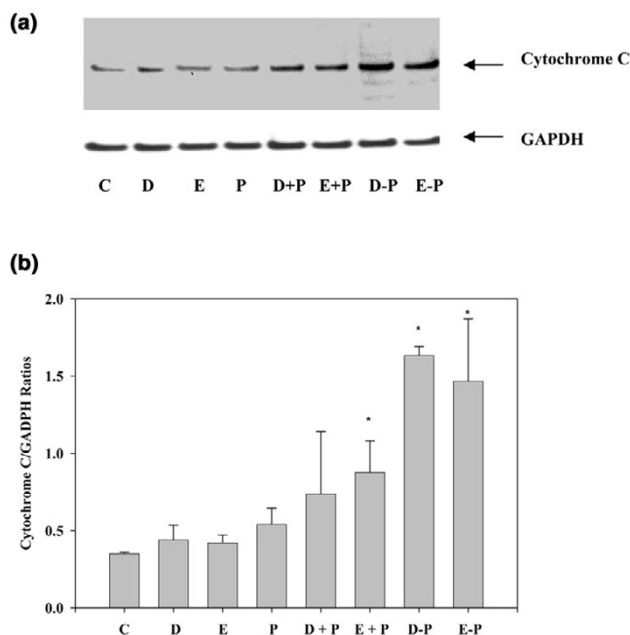 (a)
Cytochrome C
GAPDH
C D E P D+P E+P D-P E-P
(b)
2.0
1.5
1.0
0.5
0.0
Cytochrome C/GADPH Ratios
* * *
C D E P D + P E + P D-P E-P